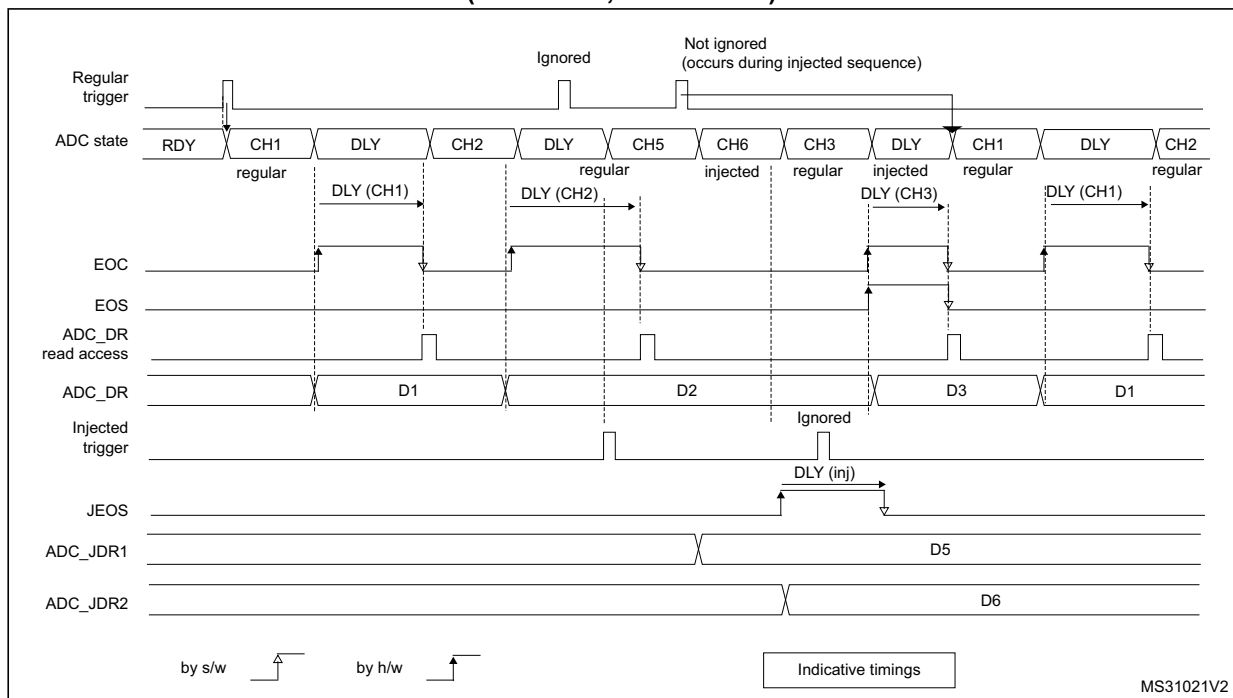 Regular
trigger
Ignored
Not ignored
(occurs during injected sequence)
ADC state
RDY CH1 DLY CH2 DLY CH5 CH6 CH3 DLY CH1 DLY CH2
regular regular injected regular injected regular regular
DLY (CH1) DLY (CH2) DLY (CH3) DLY (CH1)
EOC
EOS
ADC_DR
read access
ADC_DR D1 D2 D3 D1
Injected
trigger
Ignored
DLY (inj)
JEOS
ADC_JDR1 D5
ADC_JDR2 D6
by s/w by h/w Indicative timings
MS31021V2